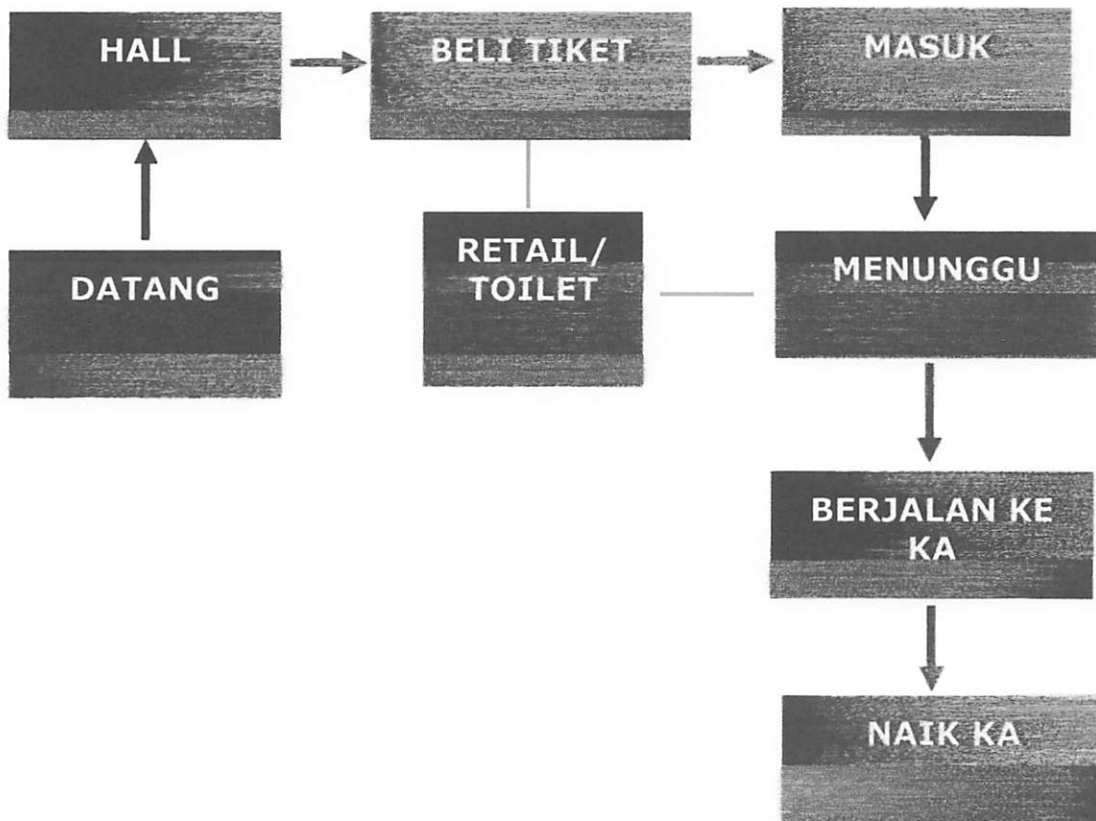 HALL
BELI TIKET
MASUK
DATANG
RETAIL/
TOILET
MENUNGGU
BERJALAN KE
KA
NAIK KA